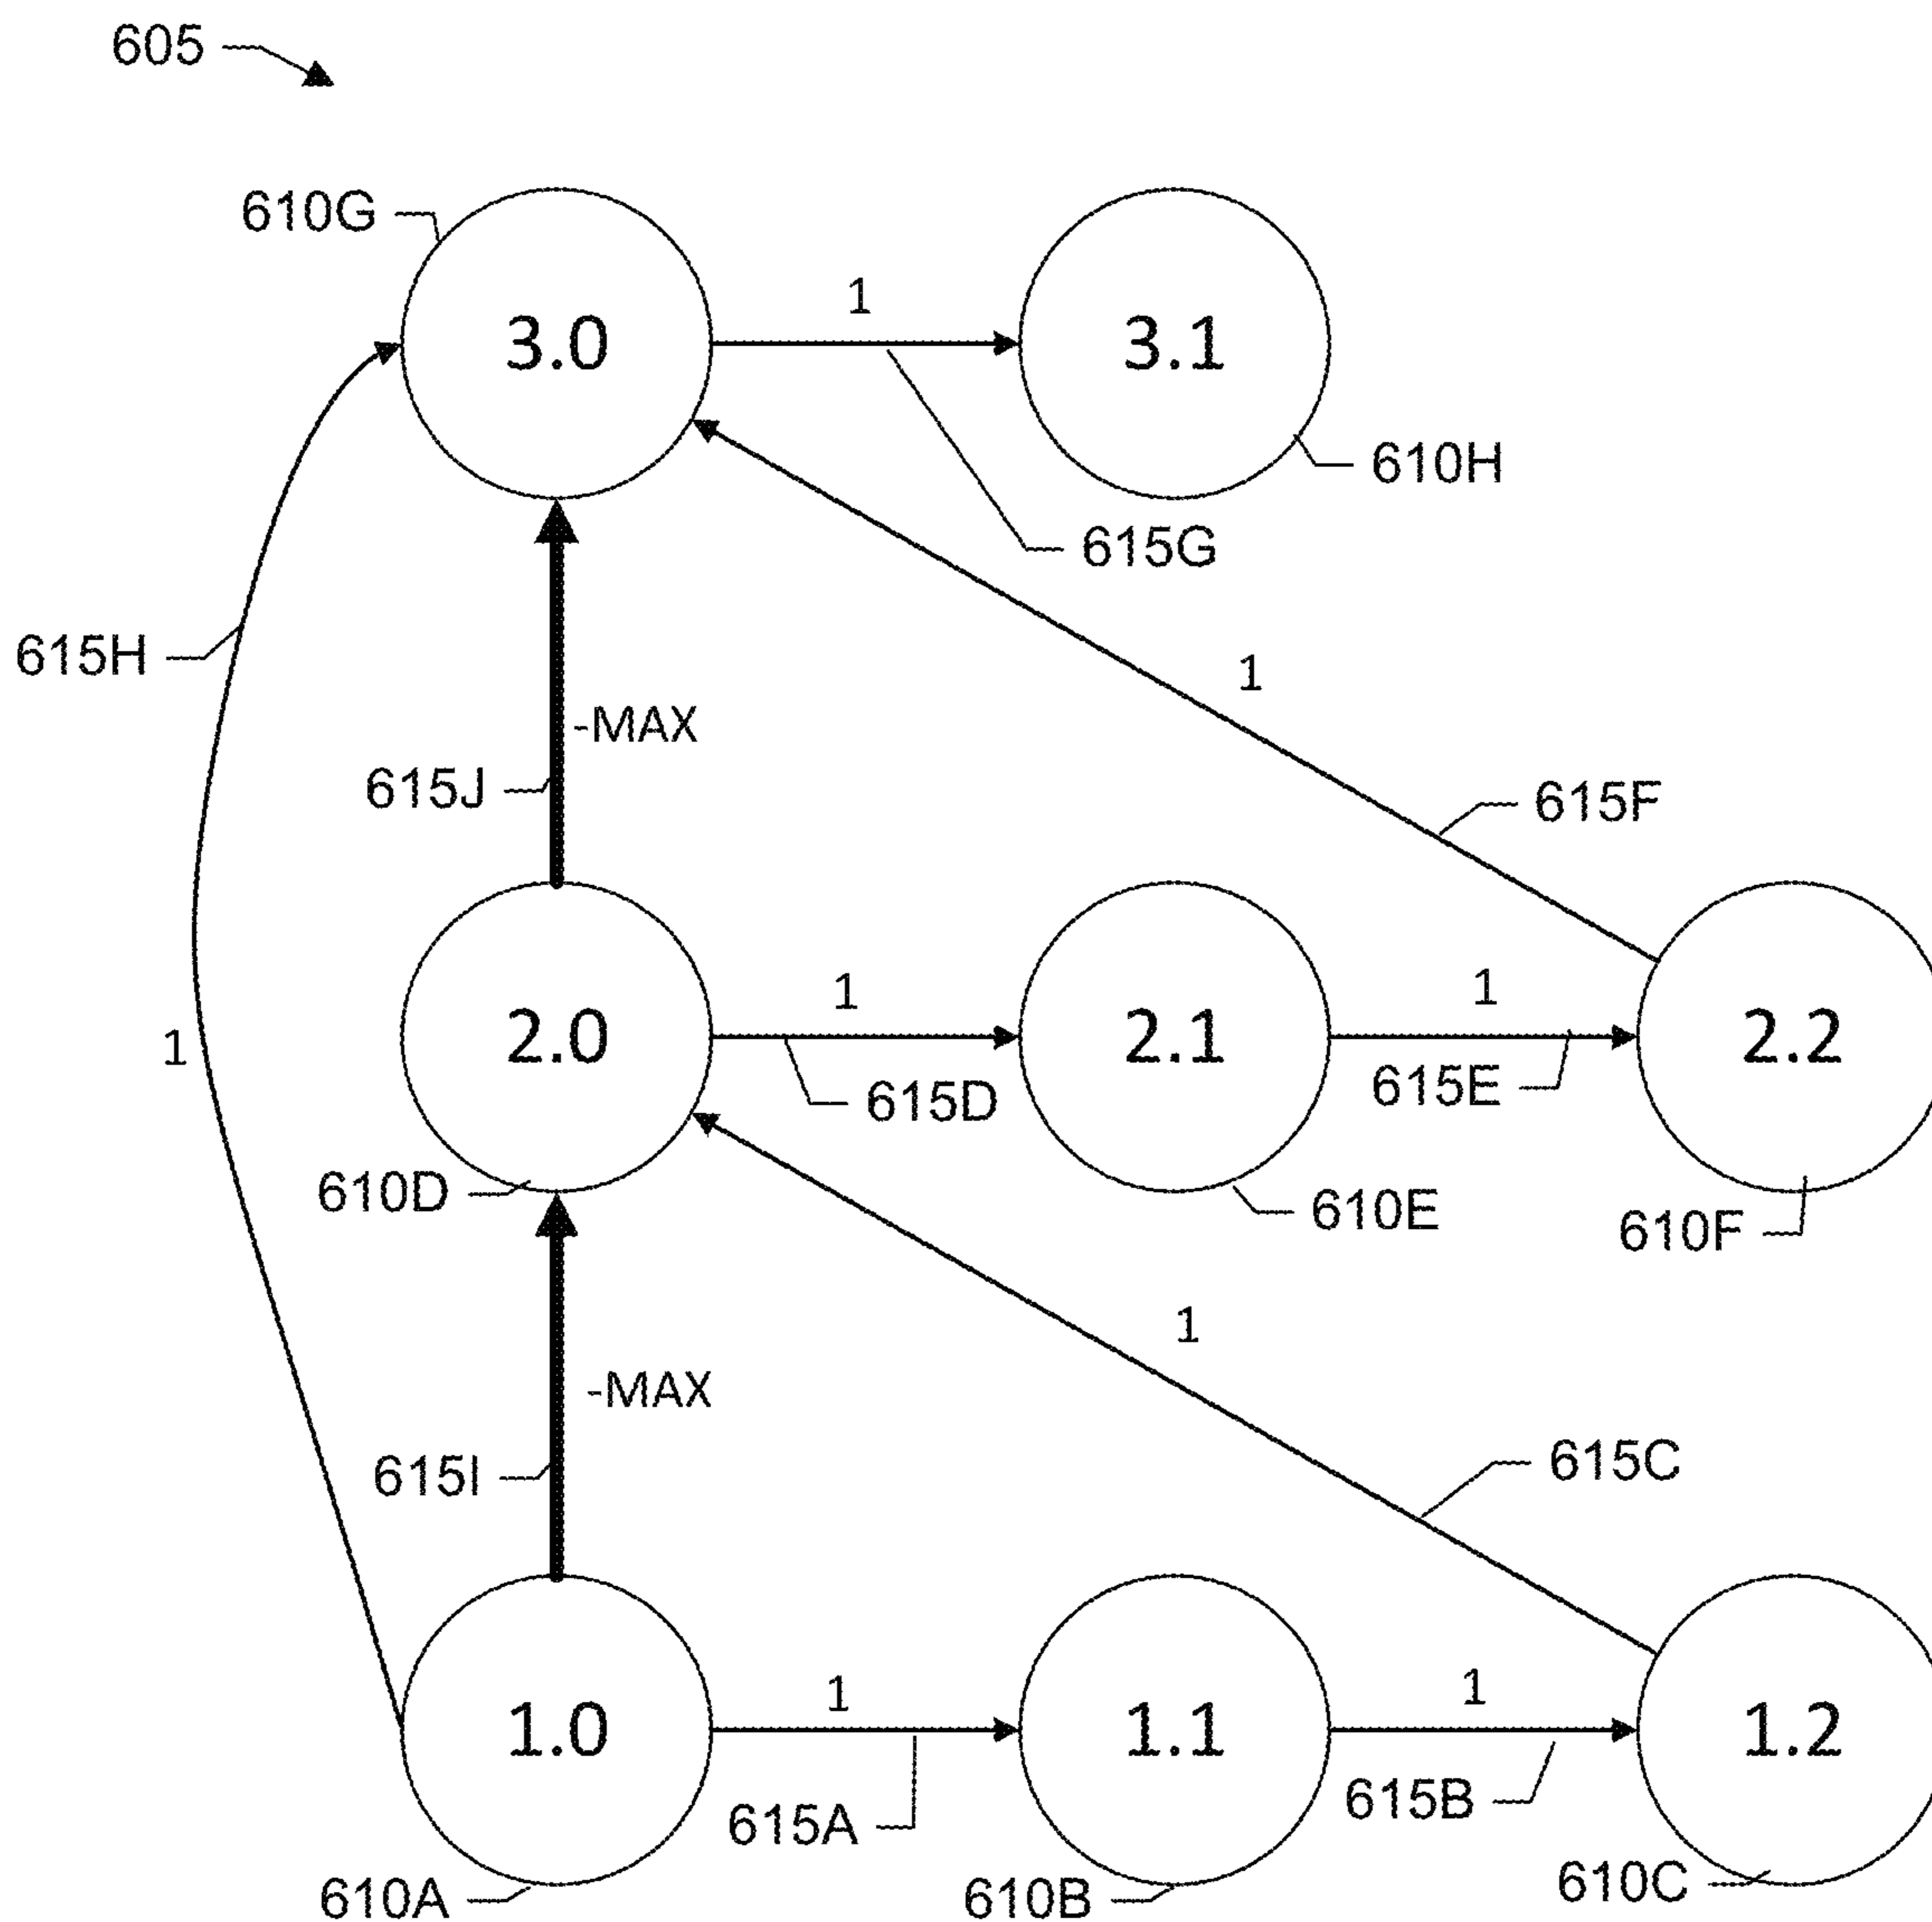 605
610G
1
3.0
3.1
610H
615G
615H
1
-MAX
615J
615F
1
1
2.0
2.1
2.2
1
615D
615E
610D
610E
610F
1
-MAX
615C
615I
1
1
1.0
1.1
1.2
615A
615B
610A
610B
610C